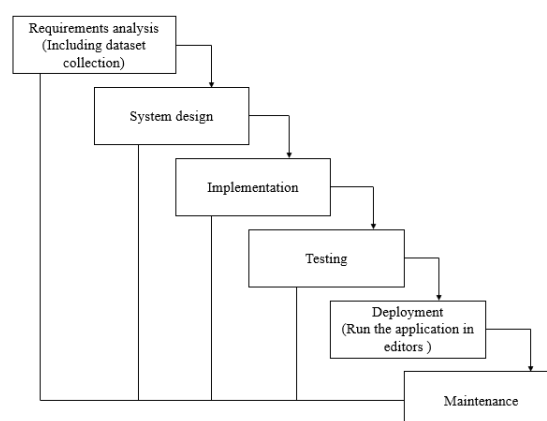 Requirements analysis
(Including dataset
collection)
System design
Implementation
Testing
Deployment
(Run the application in
editors )
Maintenance